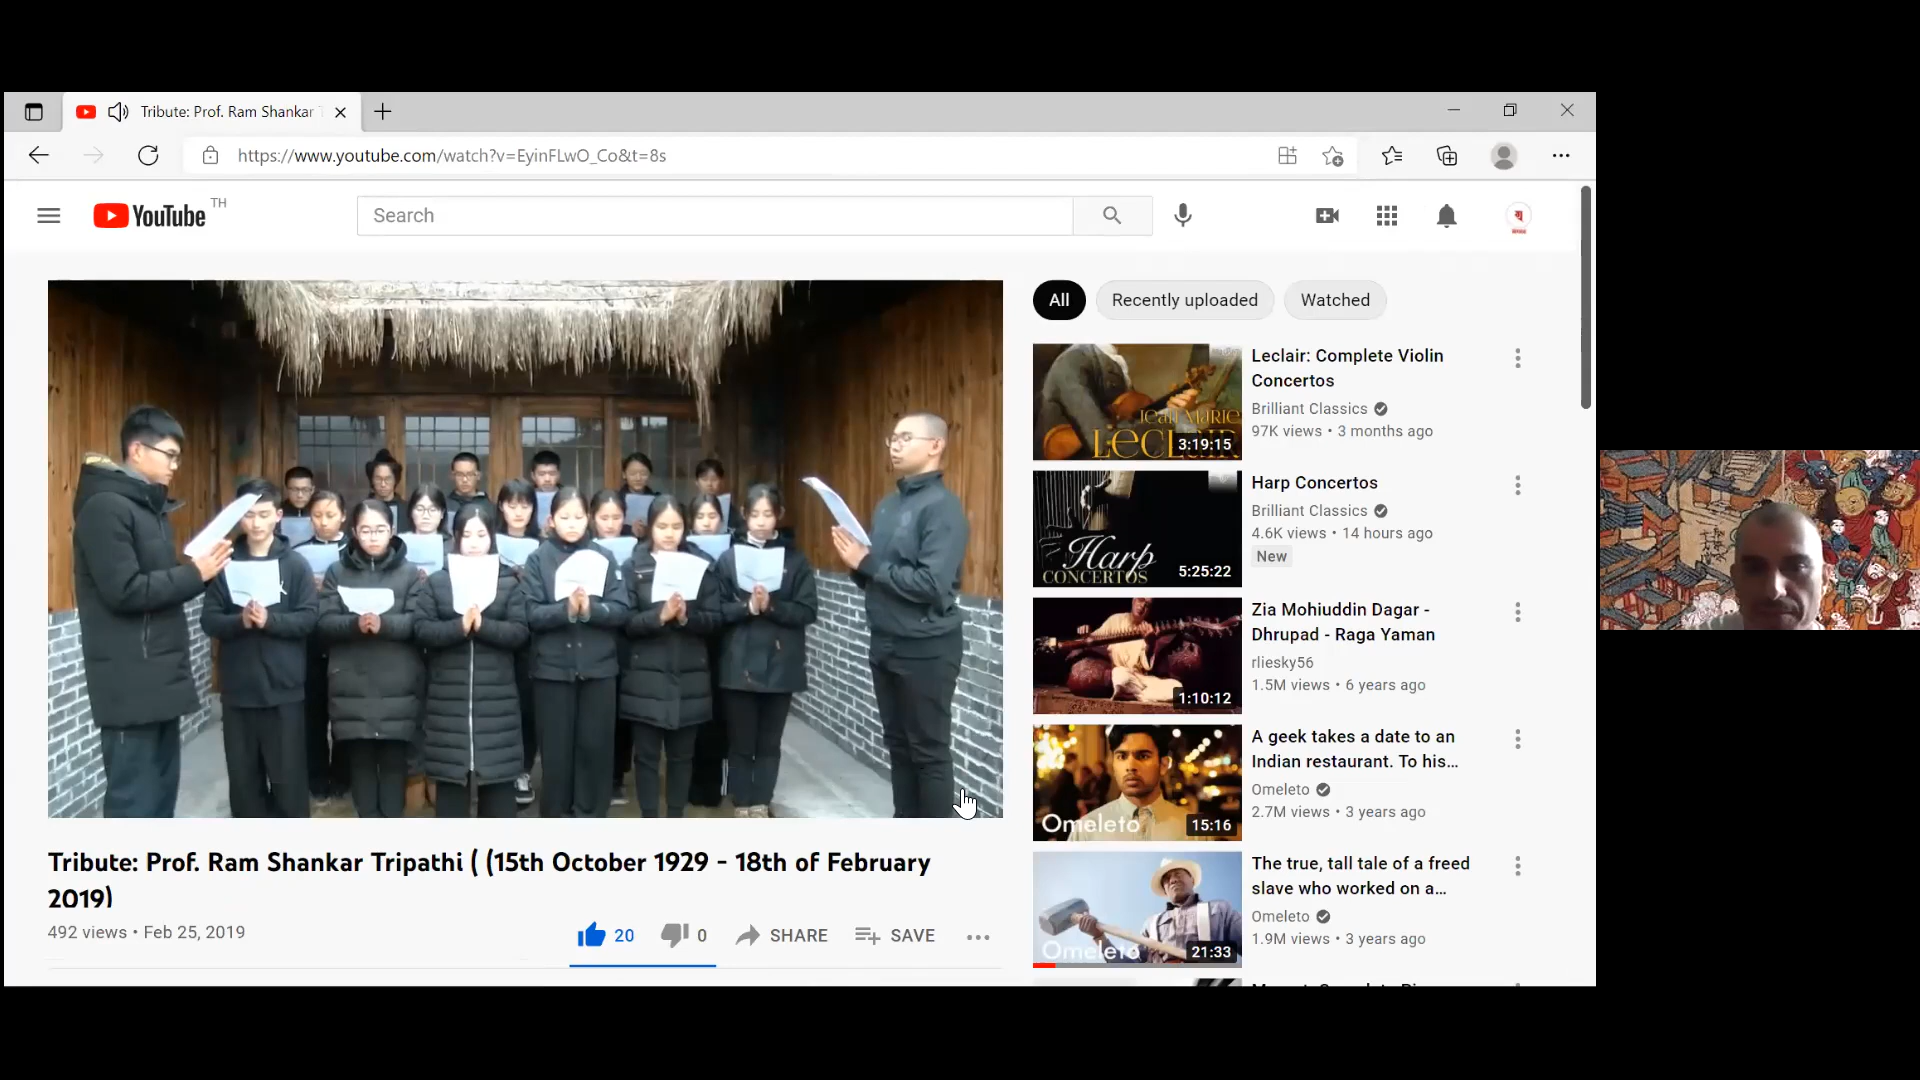 Tribute: Prof. Ram Shankar
https://www.youtube.com/watch?v=EyinFLwO_Co&t=8s
YouTube TH
Search
All
Recently uploaded
Watched
Leclair: Complete Violin
Concertos
Brilliant Classics
97K views • 3 months ago
Jean-Marie
LECLAIR
3:19:15
Harp Concertos
Brilliant Classics
4.6K views • 14 hours ago
New
Harp
CONCERTOS
5:25:22
Zia Mohiuddin Dagar -
Dhrupad - Raga Yaman
rliesky56
1.5M views • 6 years ago
1:10:12
A geek takes a date to an
Indian restaurant. To his...
Omeleto
2.7M views • 3 years ago
Omeleto
15:16
The true, tall tale of a freed
slave who worked on a...
Omeleto
1.9M views • 3 years ago
Omeleto
21:33
Tribute: Prof. Ram Shankar Tripathi ( (15th October 1929 - 18th of February
2019)
492 views • Feb 25, 2019
20
0
SHARE
SAVE